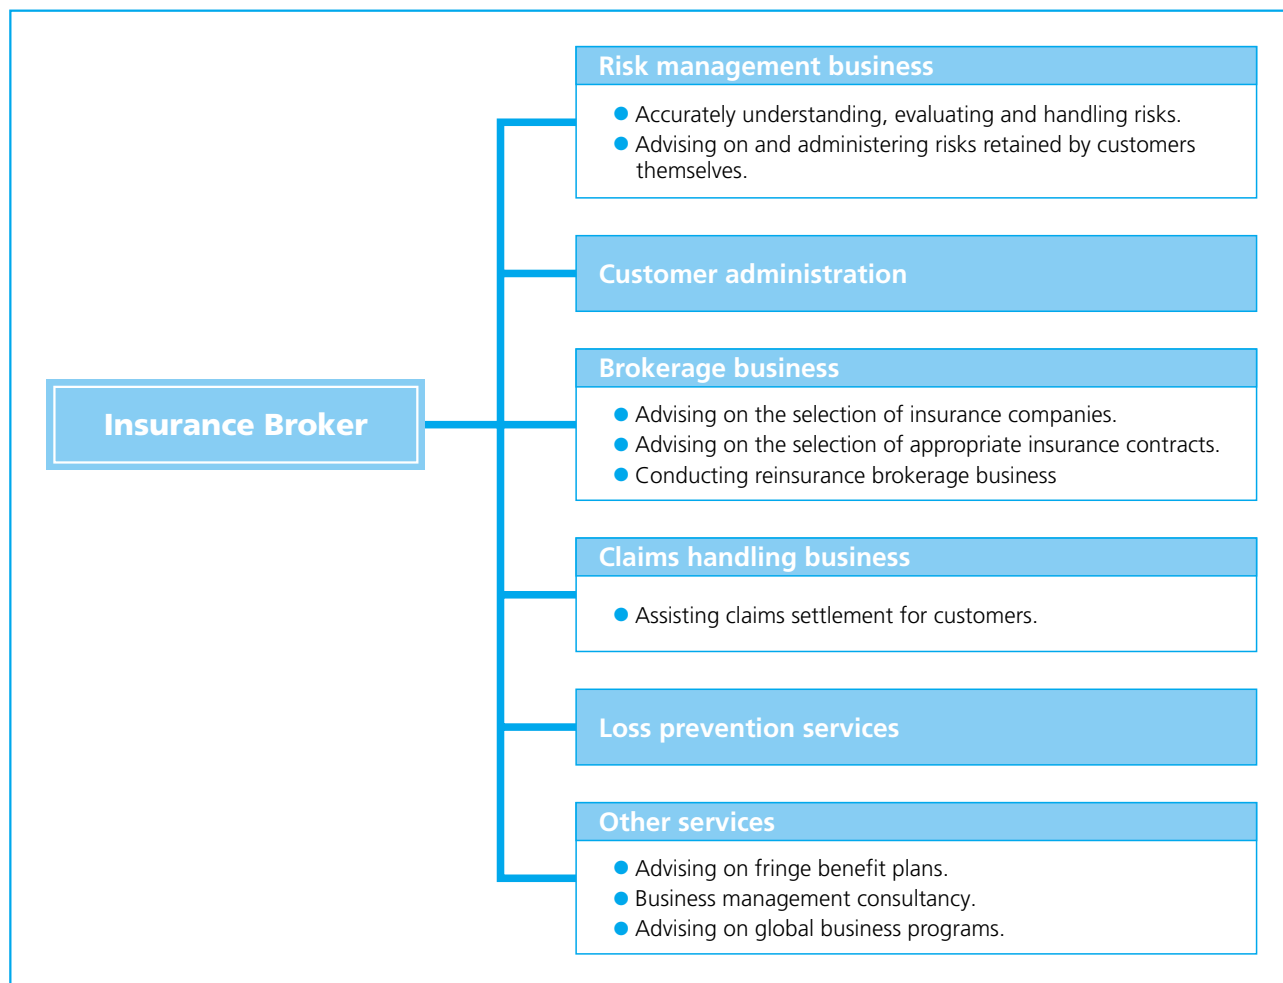 Risk management business
● Accurately understanding, evaluating and handling risks.
● Advising on and administering risks retained by customers
themselves.
Customer administration
Brokerage business
● Advising on the selection of insurance companies.
● Advising on the selection of appropriate insurance contracts.
● Conducting reinsurance brokerage business
Insurance Broker
Claims handling business
● Assisting claims settlement for customers.
Loss prevention services
Other services
● Advising on fringe benefit plans.
● Business management consultancy.
● Advising on global business programs.